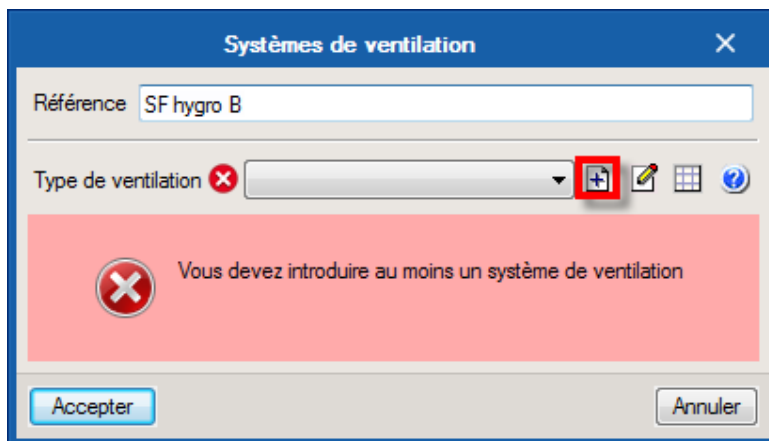 Systèmes de ventilation
Référence SF hygro B
Type de ventilation
Vous devez introduire au moins un système de ventilation
Accepter Annuler